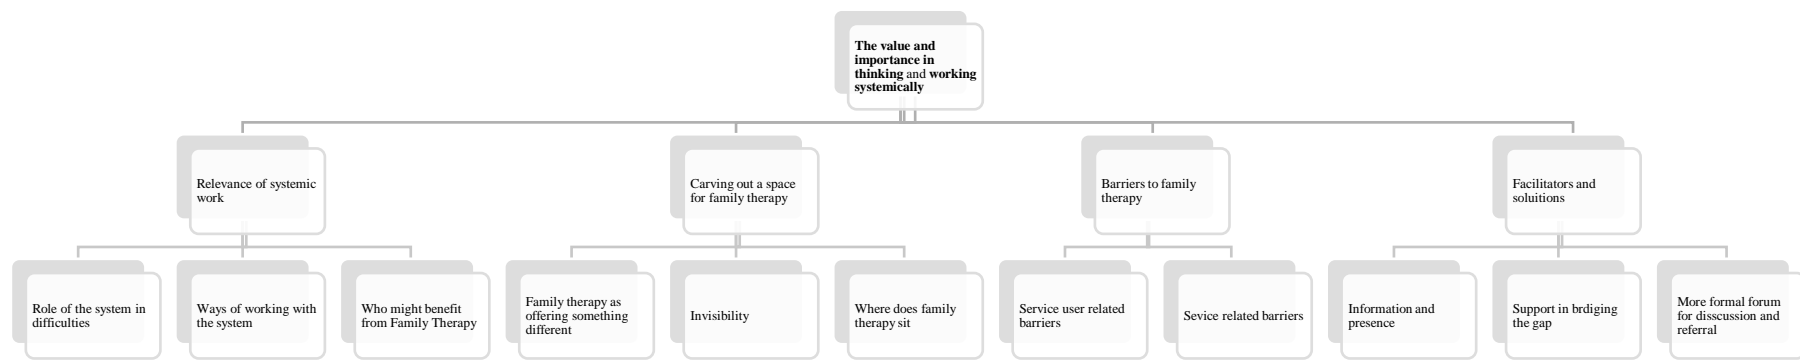 The value and
importance in
thinking and working
systemically
Relevance of systemic
work
Carving out a space
for family therapy
Barriers to family
therapy
Facilitators and
soluitions
Role of the system in
difficulties
Ways of working with
the system
Who might benefit
from Family Therapy
Family therapy as
offering something
different
Invisibility
Where does family
therapy sit
Service user related
barriers
Sevice related barriers
Information and
presence
Support in brdiging
the gap
More formal forum
for disscussion and
referral